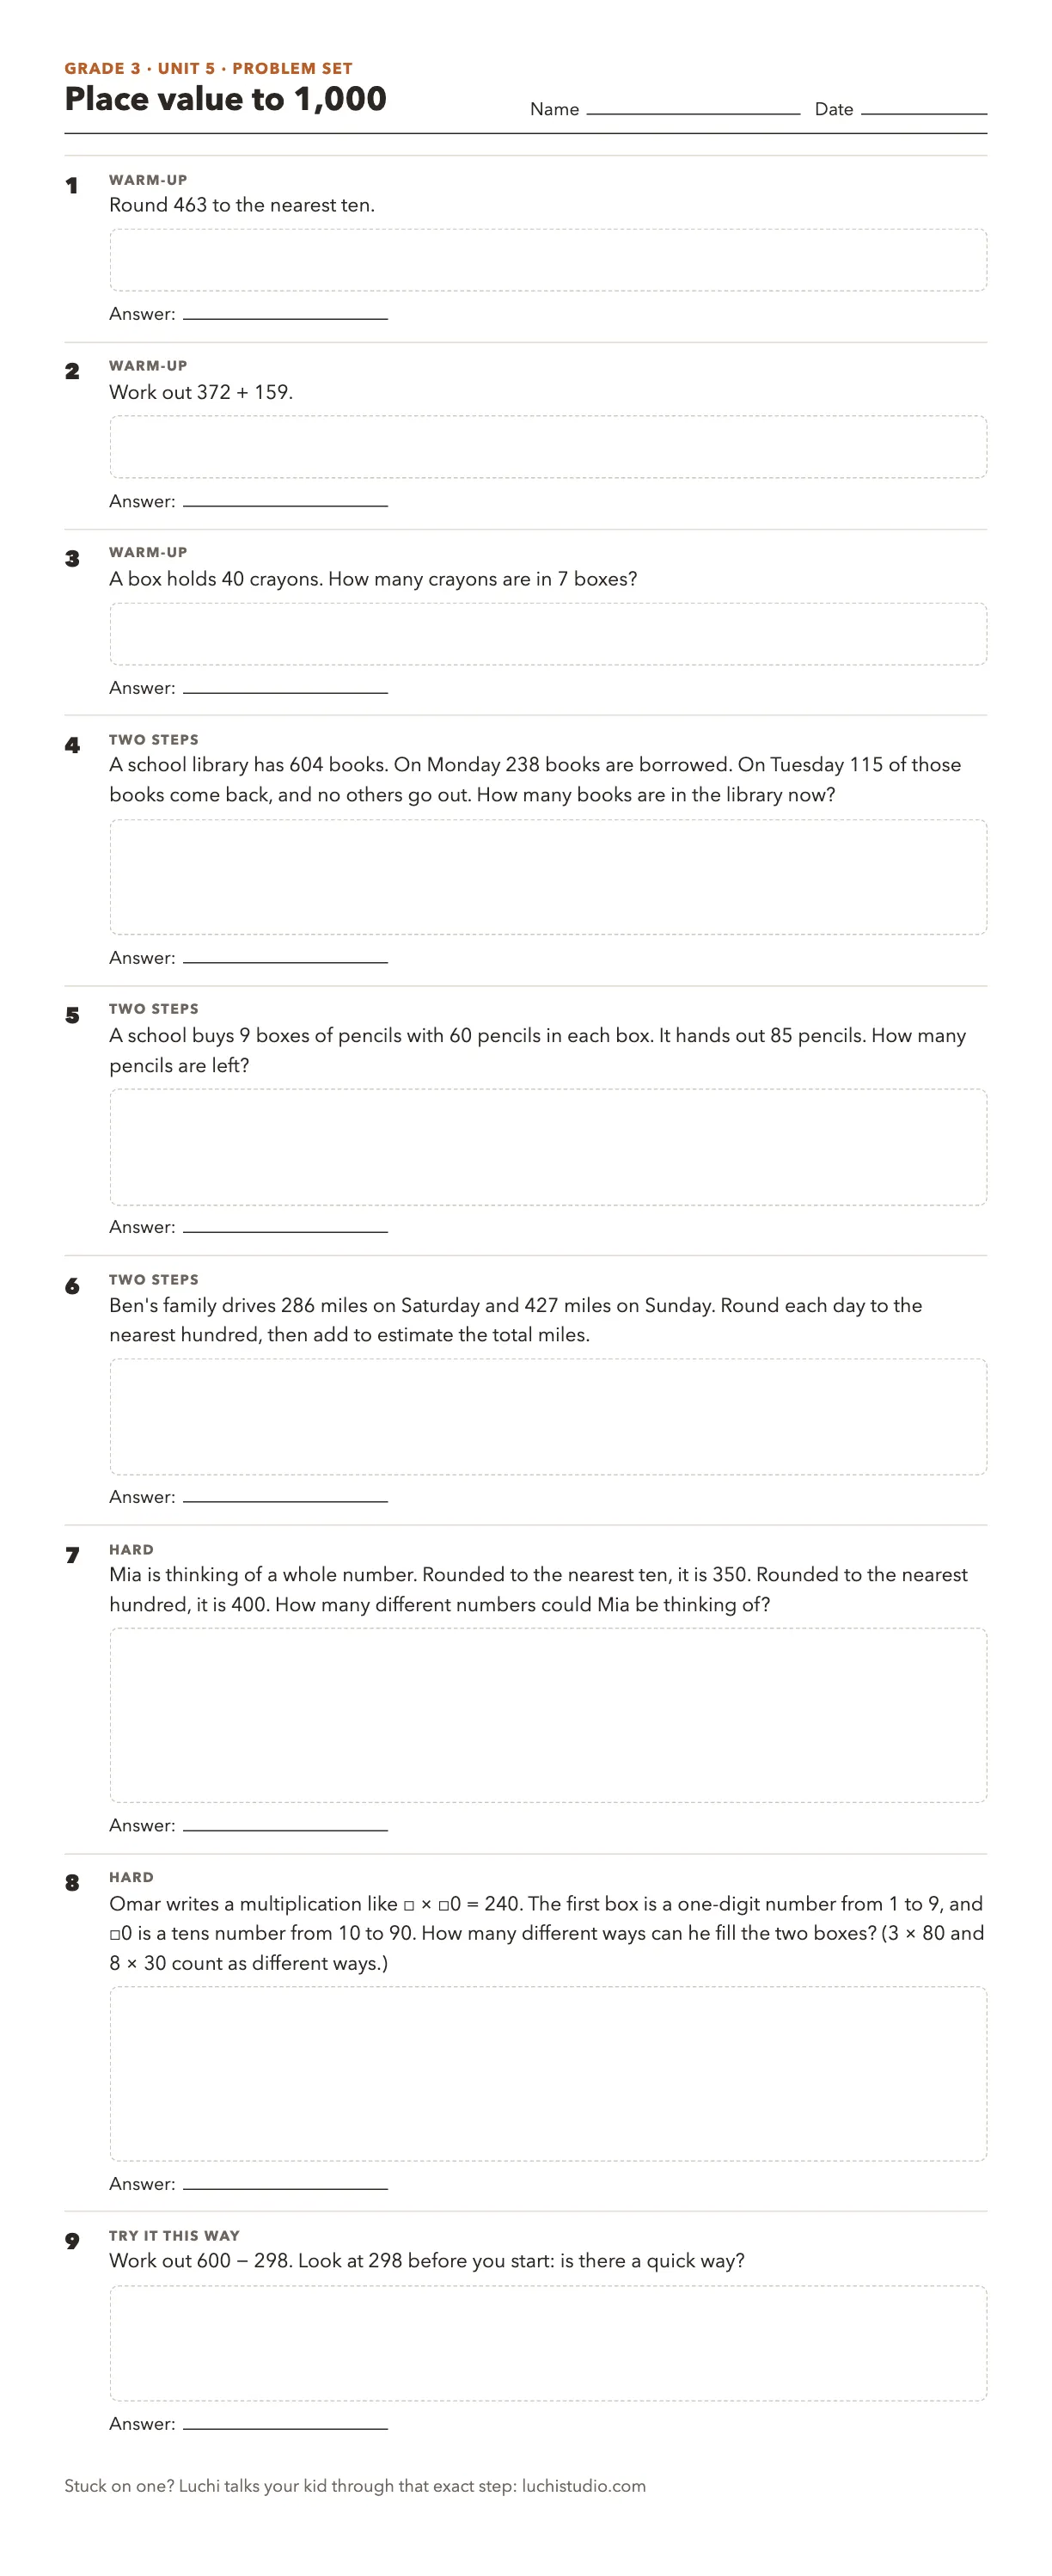 GRADE 3 · UNIT 5 · PROBLEM SET
Place value to 1,000
Name
Date
1
WARM-UP
Round 463 to the nearest ten.
Answer:
2
WARM-UP
Work out 372 + 159.
Answer:
3
WARM-UP
A box holds 40 crayons. How many crayons are in 7 boxes?
Answer:
4
TWO STEPS
A school library has 604 books. On Monday 238 books are borrowed. On Tuesday 115 of those
books come back, and no others go out. How many books are in the library now?
Answer:
5
TWO STEPS
A school buys 9 boxes of pencils with 60 pencils in each box. It hands out 85 pencils. How many
pencils are left?
Answer:
6
TWO STEPS
Ben's family drives 286 miles on Saturday and 427 miles on Sunday. Round each day to the
nearest hundred, then add to estimate the total miles.
Answer:
7
HARD
Mia is thinking of a whole number. Rounded to the nearest ten, it is 350. Rounded to the nearest
hundred, it is 400. How many different numbers could Mia be thinking of?
Answer:
8
HARD
Omar writes a multiplication like □ × □0 = 240. The first box is a one-digit number from 1 to 9, and
□0 is a tens number from 10 to 90. How many different ways can he fill the two boxes? (3 × 80 and
8 × 30 count as different ways.)
Answer:
9
TRY IT THIS WAY
Work out 600 − 298. Look at 298 before you start: is there a quick way?
Answer:
Stuck on one? Luchi talks your kid through that exact step: luchistudio.com